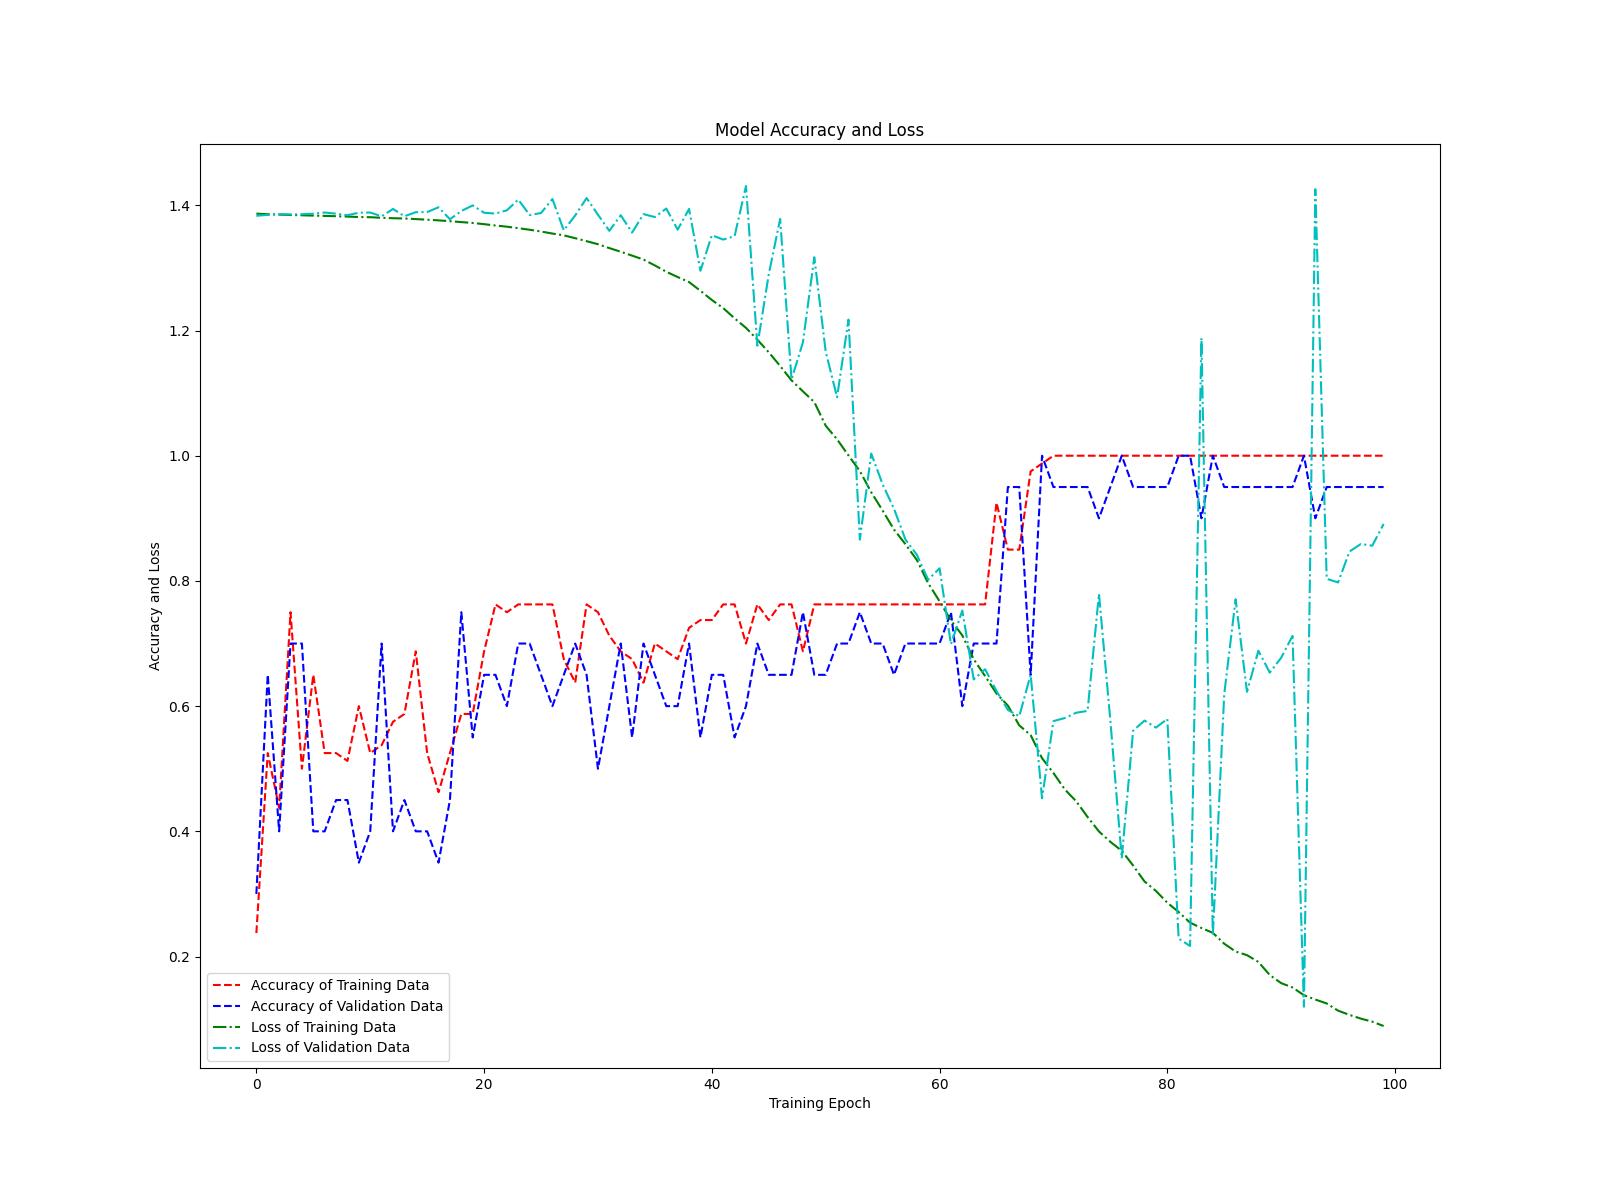 Model Accuracy and Loss
1.4
1.2
1.0
0.8
0.6
0.4
0.2
Accuracy and Loss
Accuracy of Training Data
Accuracy of Validation Data
Loss of Training Data
Loss of Validation Data
0 20 40 60 80 100
Training Epoch